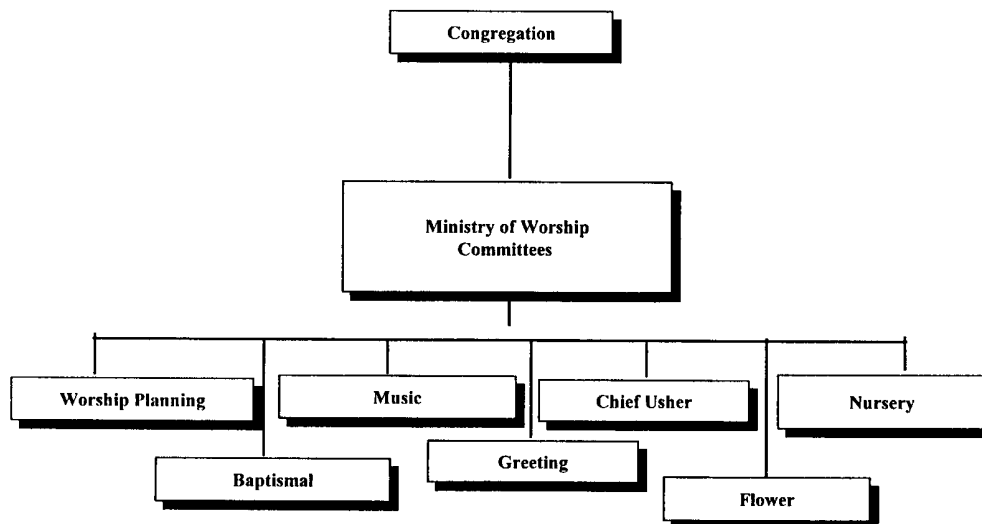 Congregation
Ministry of Worship
Committees
Worship Planning
Music
Chief Usher
Nursery
Baptismal
Greeting
Flower